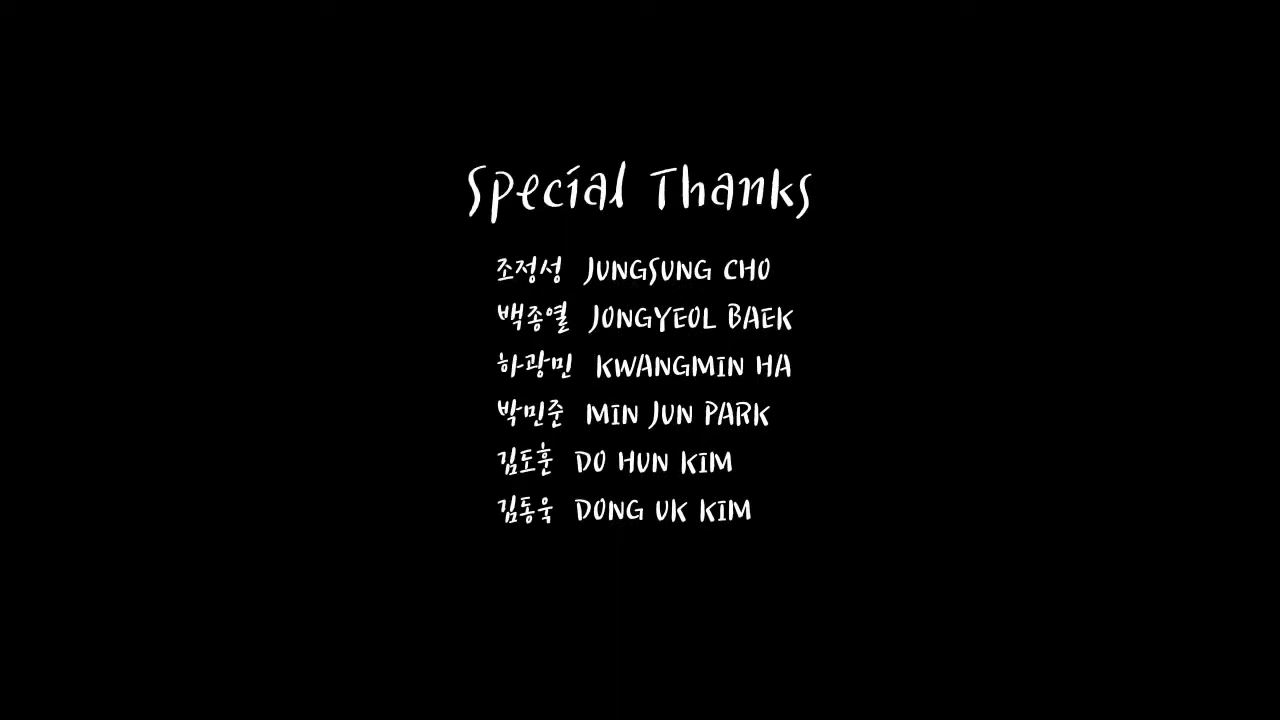 Special Thanks
조정성 JUNGSUNG CHO
백종열 JONGYEOL BAEK
하광민 KWANGMIN HA
박민준 MIN JUN PARK
김도훈 DO HUN KIM
김동욱 DONG UK KIM